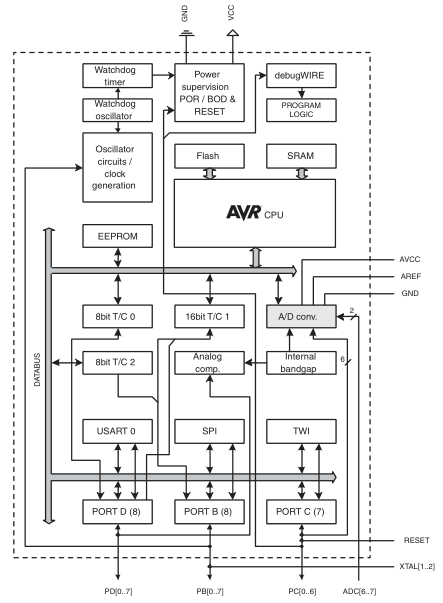 GND
VCC
Watchdog
timer
Power
supervision
POR / BOD &
RESET
debugWIRE
Watchdog
oscillator
PROGRAM
LOGIC
Oscillator
circuits /
clock
generation
Flash
SRAM
AVR CPU
EEPROM
AVCC
AREF
GND
8bit T/C 0
16bit T/C 1
A/D conv.
2
8bit T/C 2
Analog
comp.
Internal
bandgap
6
DATABUS
USART 0
SPI
TWI
PORT D (8)
PORT B (8)
PORT C (7)
RESET
XTAL[1..2]
PD[0..7]
PB[0..7]
PC[0..6]
ADC[6..7]